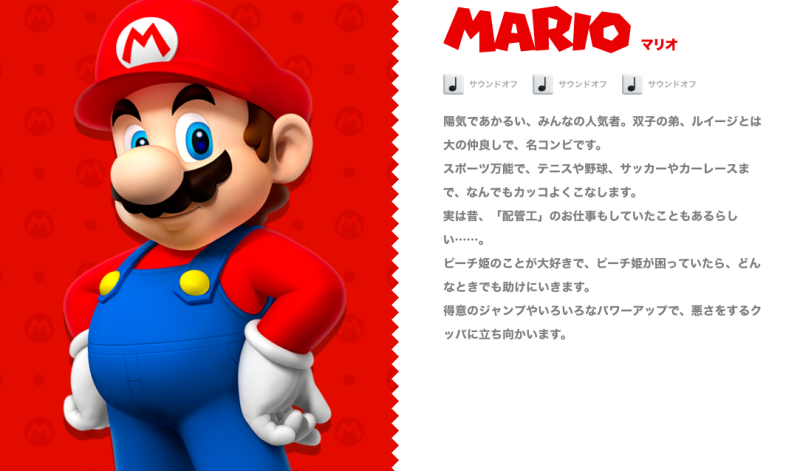 M
MARIO マリオ
サウンドオフ サウンドオフ サウンドオフ
陽気であかるい、みんなの人気者。双子の弟、ルイージとは
大の仲良しで、名コンビです。
スポーツ万能で、テニスや野球、サッカーやカーレースま
で、なんでもカッコよくこなします。
実は昔、「配管工」のお仕事もしていたこともあるらし
い……。
ピーチ姫のことが大好きで、ピーチ姫が困っていたら、どん
なときでも助けにいきます。
得意のジャンプやいろいろなパワーアップで、悪さをするク
ッパに立ち向かいます。